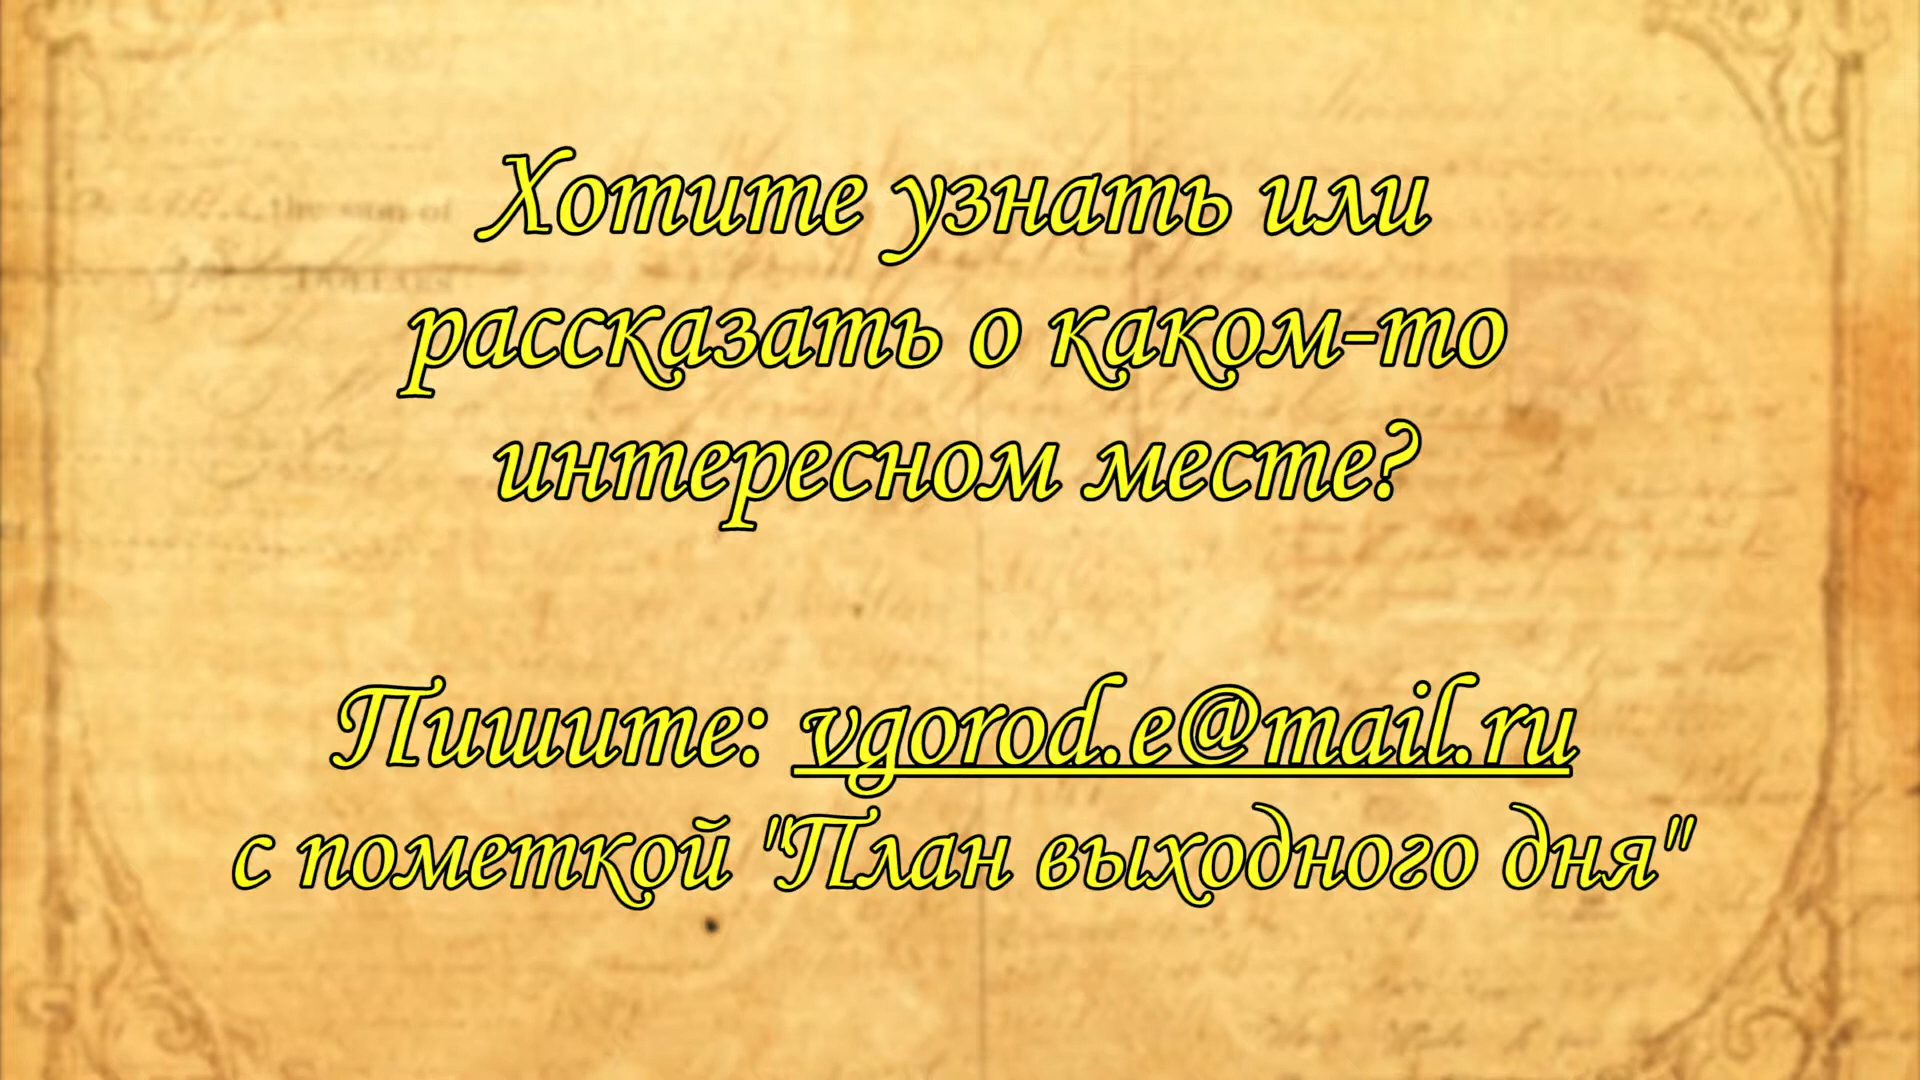 Хотите узнать или
рассказать о каком-то
интересном месте?
Пишите: vgorod.e@mail.ru
с пометкой "План выходного дня"